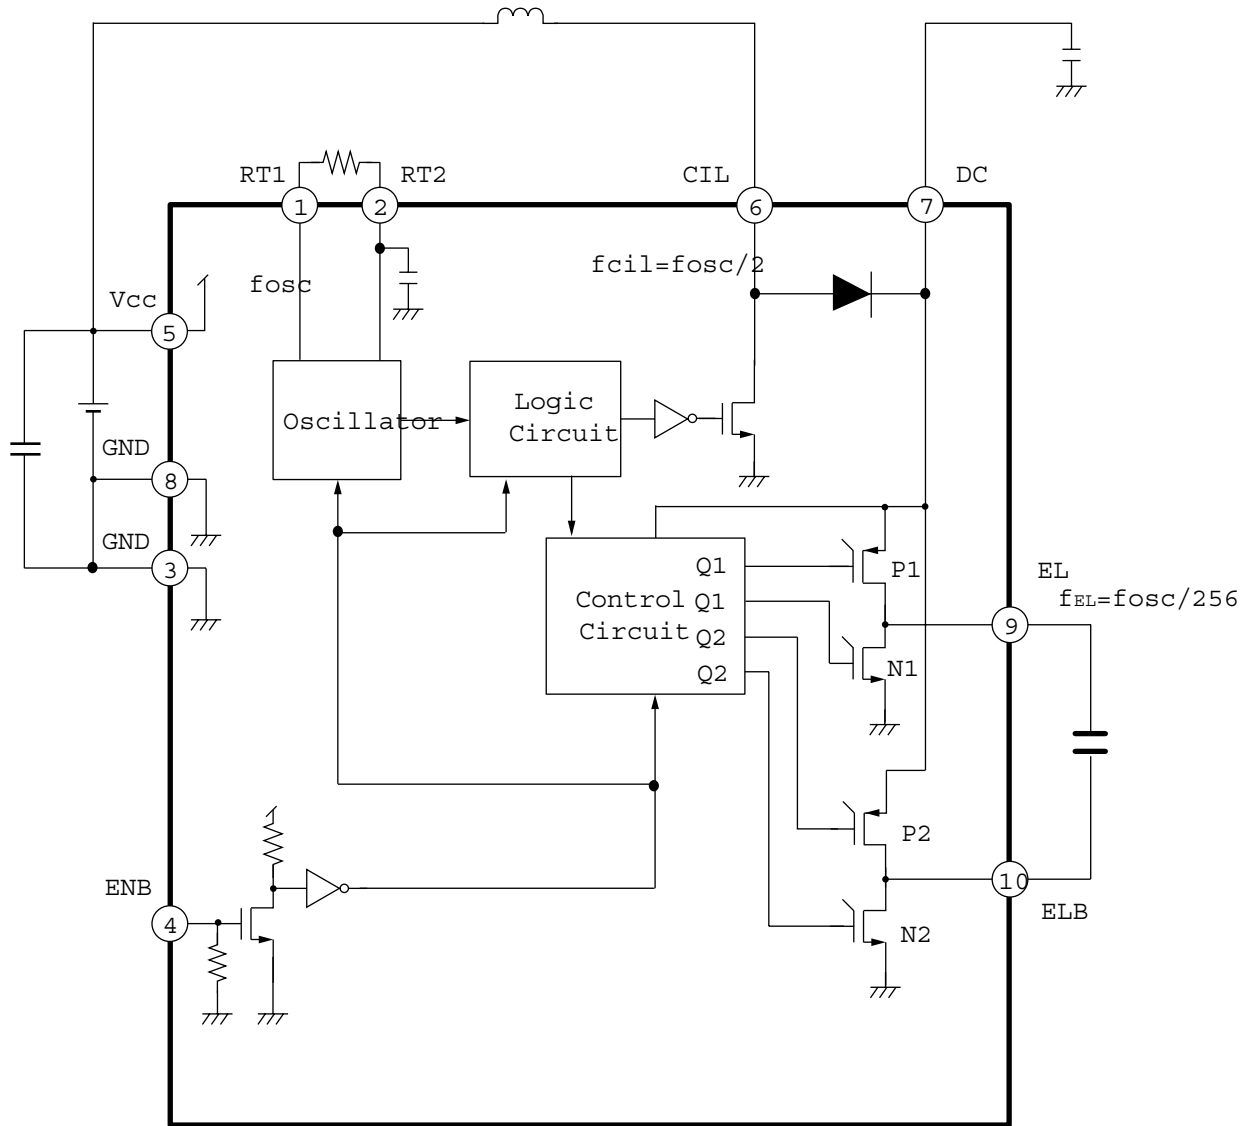 RT1
RT2
CIL
DC
1
2
6
7
fosc
fcil=fosc/2
Vcc
5
Oscillator
Logic
Circuit
GND
8
GND
3
Q1
P1
EL
fEL=fosc/256
Control
Q1
Circuit
Q2
9
N1
Q2
P2
ENB
10
4
ELB
N2